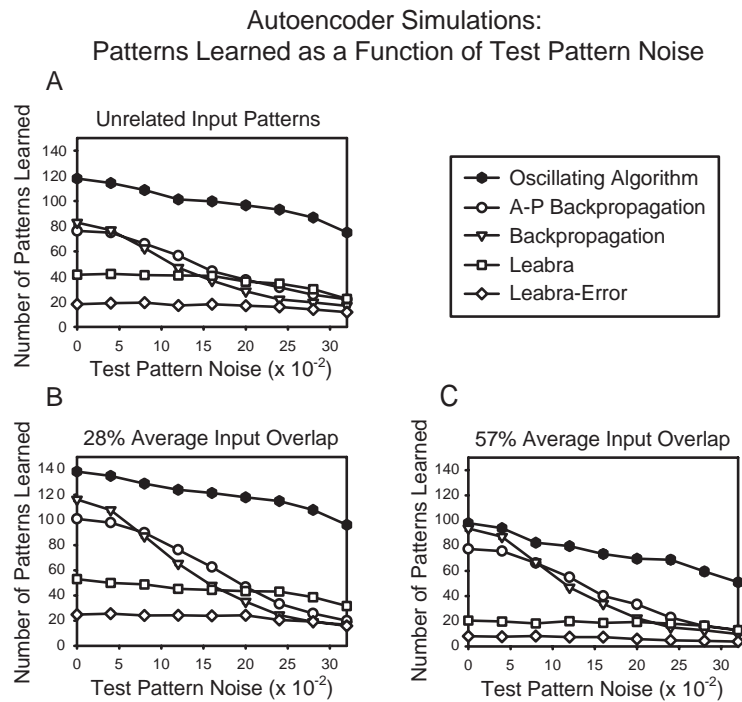 Autoencoder Simulations:
Patterns Learned as a Function of Test Pattern Noise
A
Unrelated Input Patterns
Number of Patterns Learned
140
120
100
80
60
40
20
0
0 5 10 15 20 25 30
Test Pattern Noise (x 10-2)
Oscillating Algorithm
A-P Backpropagation
Backpropagation
Leabra
Leabra-Error
B
28% Average Input Overlap
Number of Patterns Learned
140
120
100
80
60
40
20
0
0 5 10 15 20 25 30
Test Pattern Noise (x 10-2)
C
57% Average Input Overlap
Number of Patterns Learned
140
120
100
80
60
40
20
0
0 5 10 15 20 25 30
Test Pattern Noise (x 10-2)